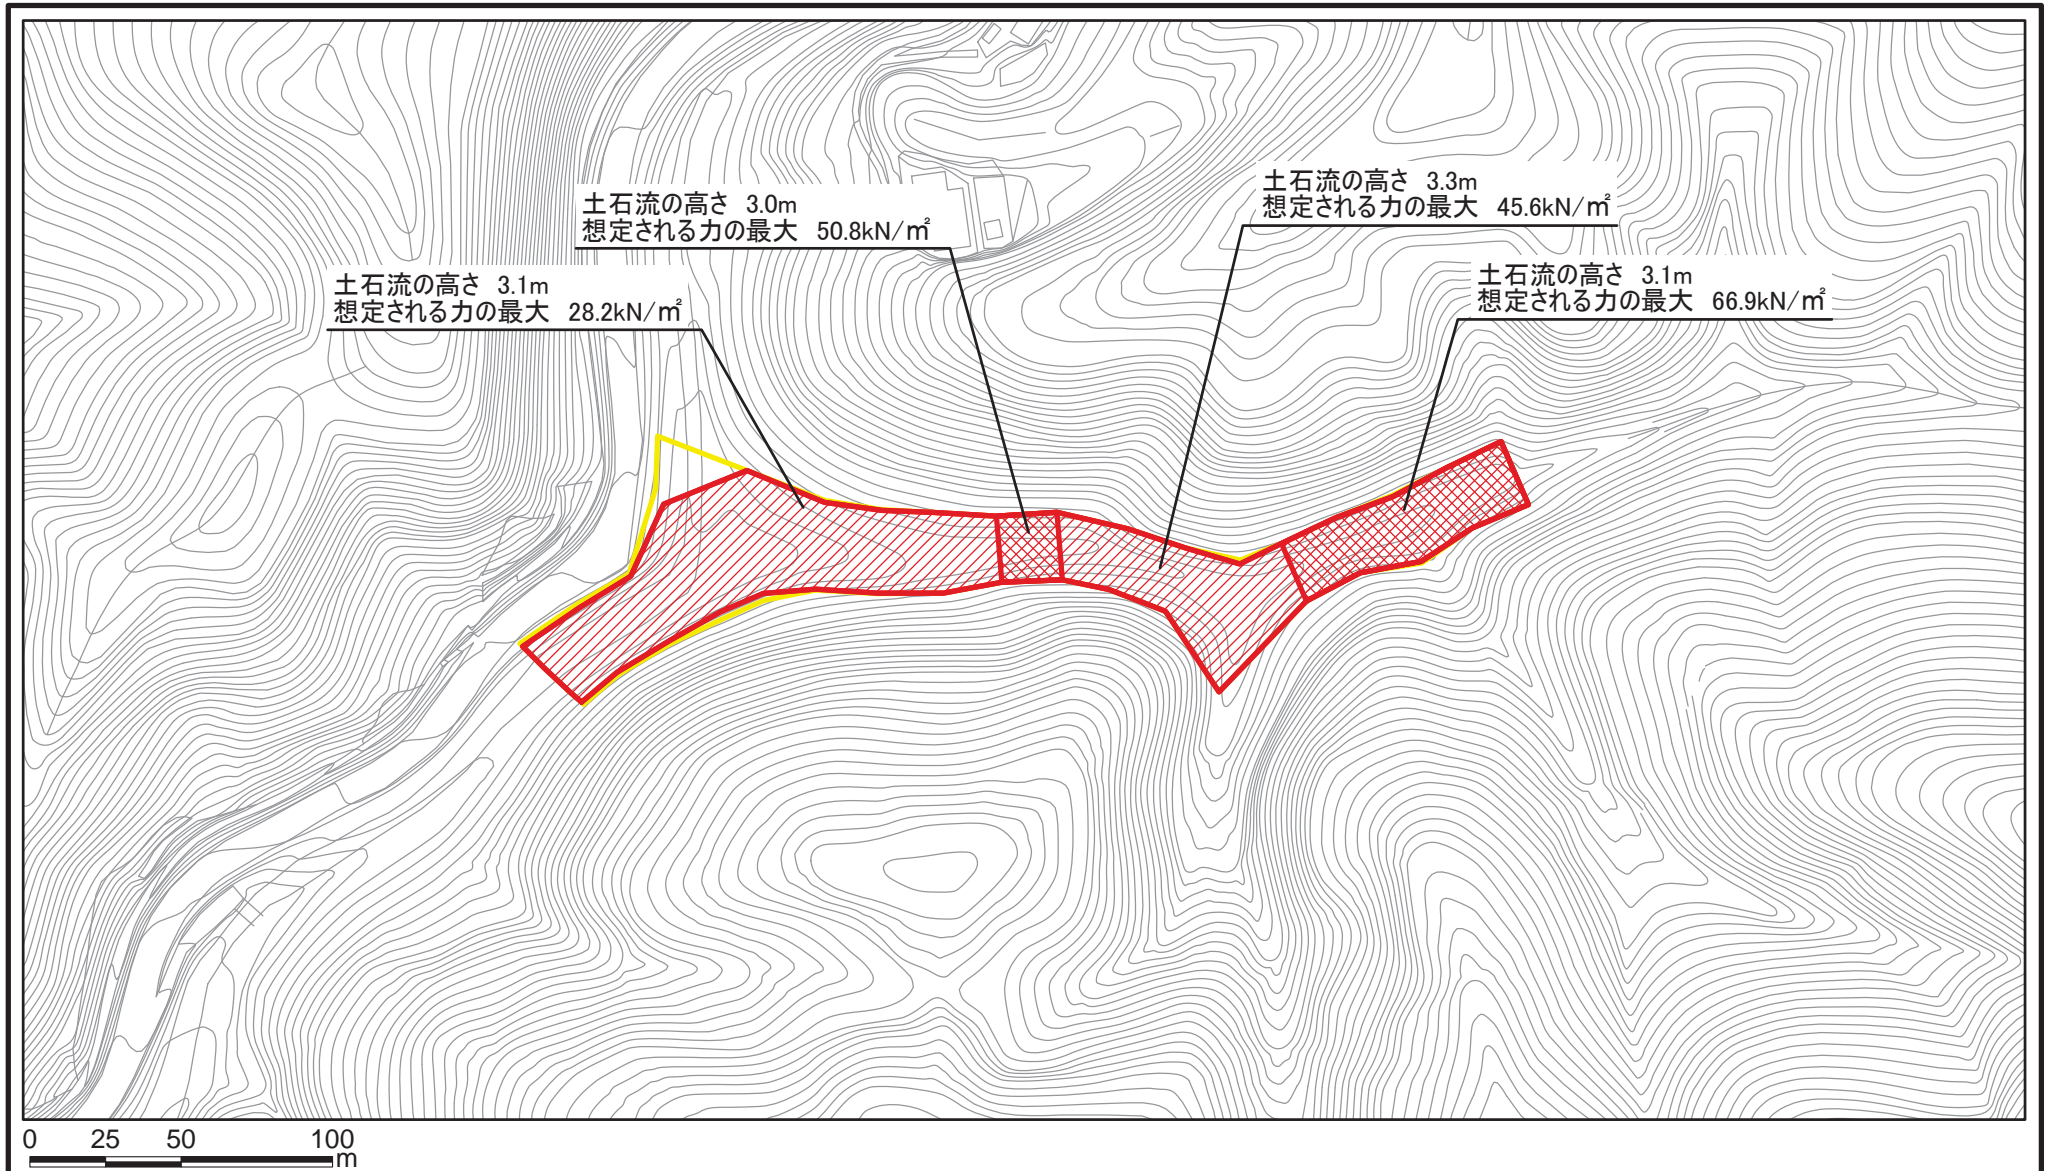 土石流の高さ 3.3m
想定される力の最大 45.6kN/㎡
土石流の高さ 3.0m
想定される力の最大 50.8kN/㎡
土石流の高さ 3.1m
想定される力の最大 66.9kN/㎡
土石流の高さ 3.1m
想定される力の最大 28.2kN/㎡
0 25 50 100
m